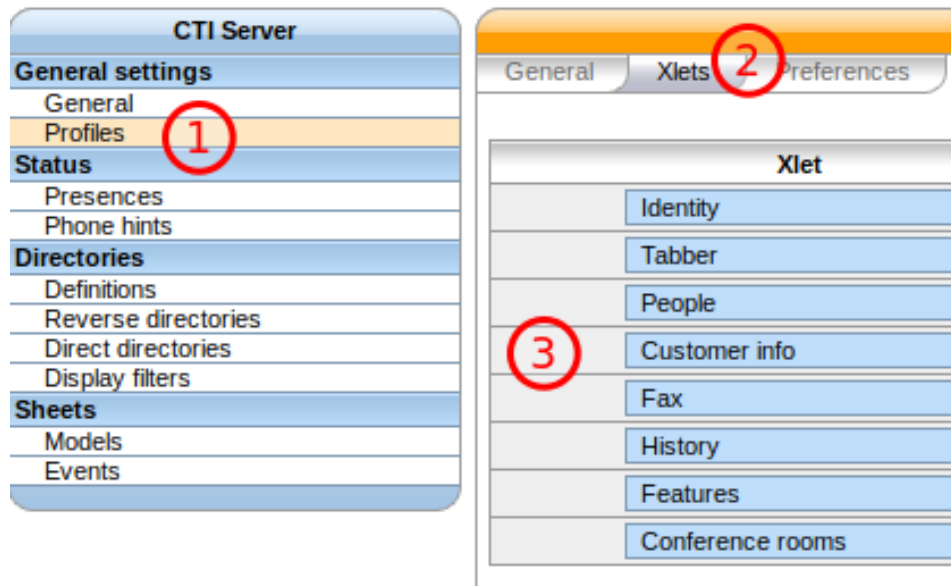 CTI Server
General settings
General
Profiles
1
Status
Presences
Phone hints
Directories
Definitions
Reverse directories
Direct directories
Display filters
Sheets
Models
Events
General Xlets 2 Preferences
Xlet
Identity
Tabber
People
3 Customer info
Fax
History
Features
Conference rooms